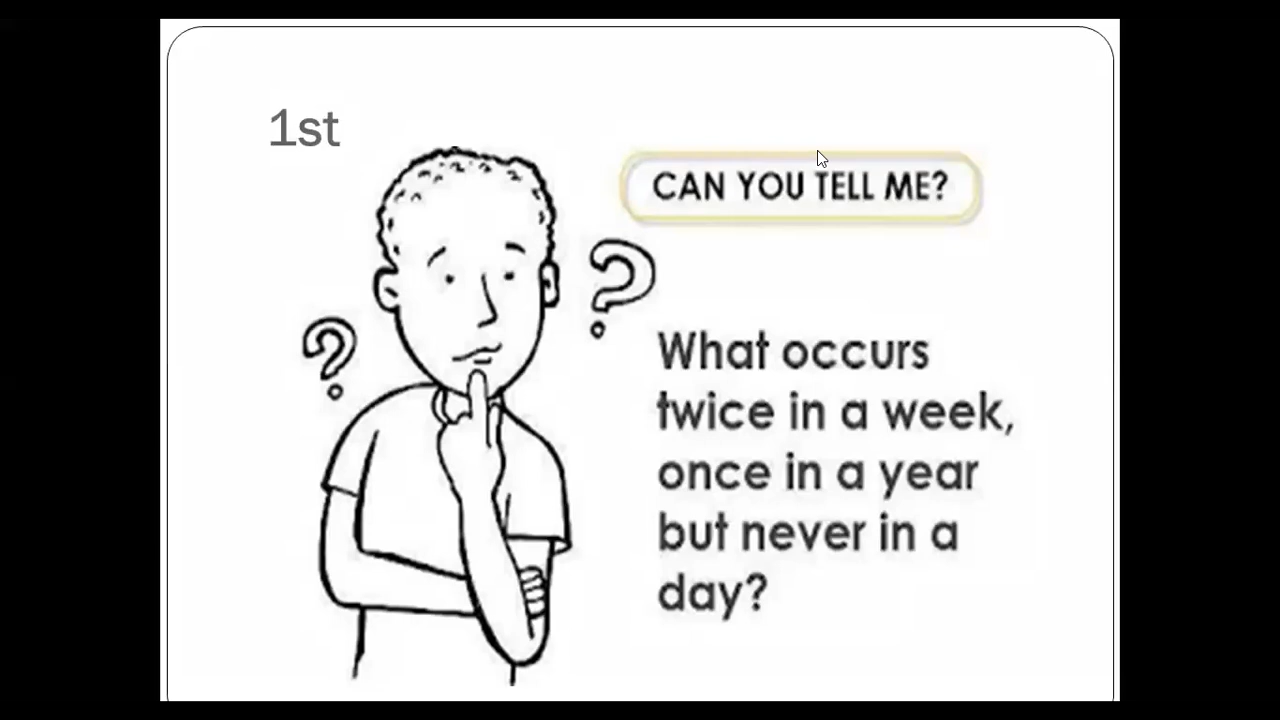 1st
CAN YOU TELL ME?
?
?
What occurs
twice in a week,
once in a year
but never in a
day?